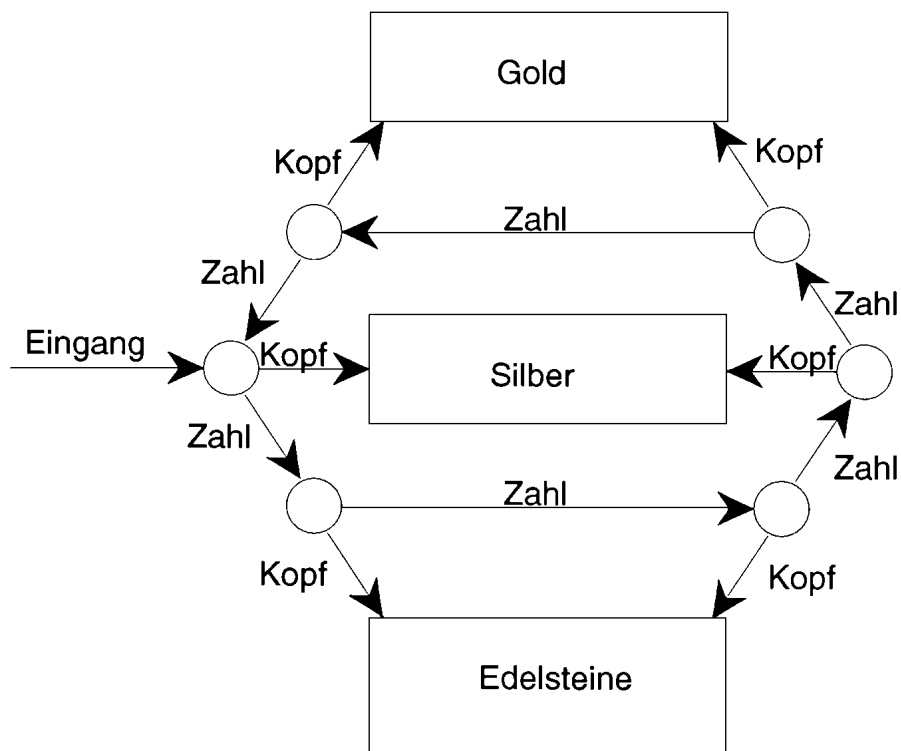 Gold
Kopf
Kopf
Zahl
Zahl
Zahl
Eingang
Kopf
Silber
Kopf
Zahl
Zahl
Zahl
Kopf
Kopf
Edelsteine